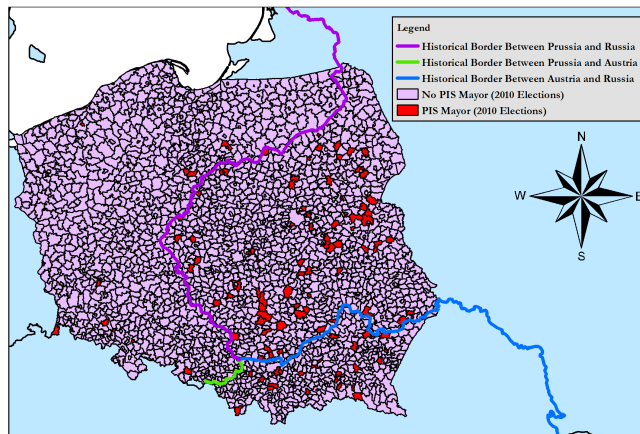 Legend
Historical Border Between Prussia and Russia
Historical Border Between Prussia and Austria
Historical Border Between Austria and Russia
No PIS Mayor (2010 Elections)
PIS Mayor (2010 Elections)
N
W
E
S